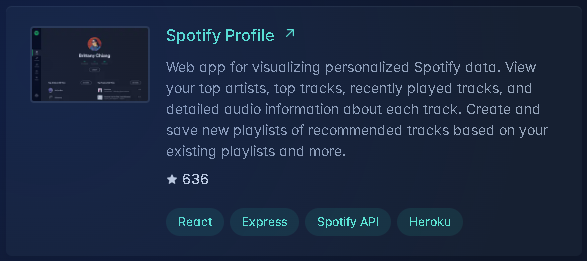 Spotify Profile ↗
Web app for visualizing personalized Spotify data. View
your top artists, top tracks, recently played tracks, and
detailed audio information about each track. Create and
save new playlists of recommended tracks based on your
existing playlists and more.
★ 636
React Express Spotify API Heroku
Brittany Chiang